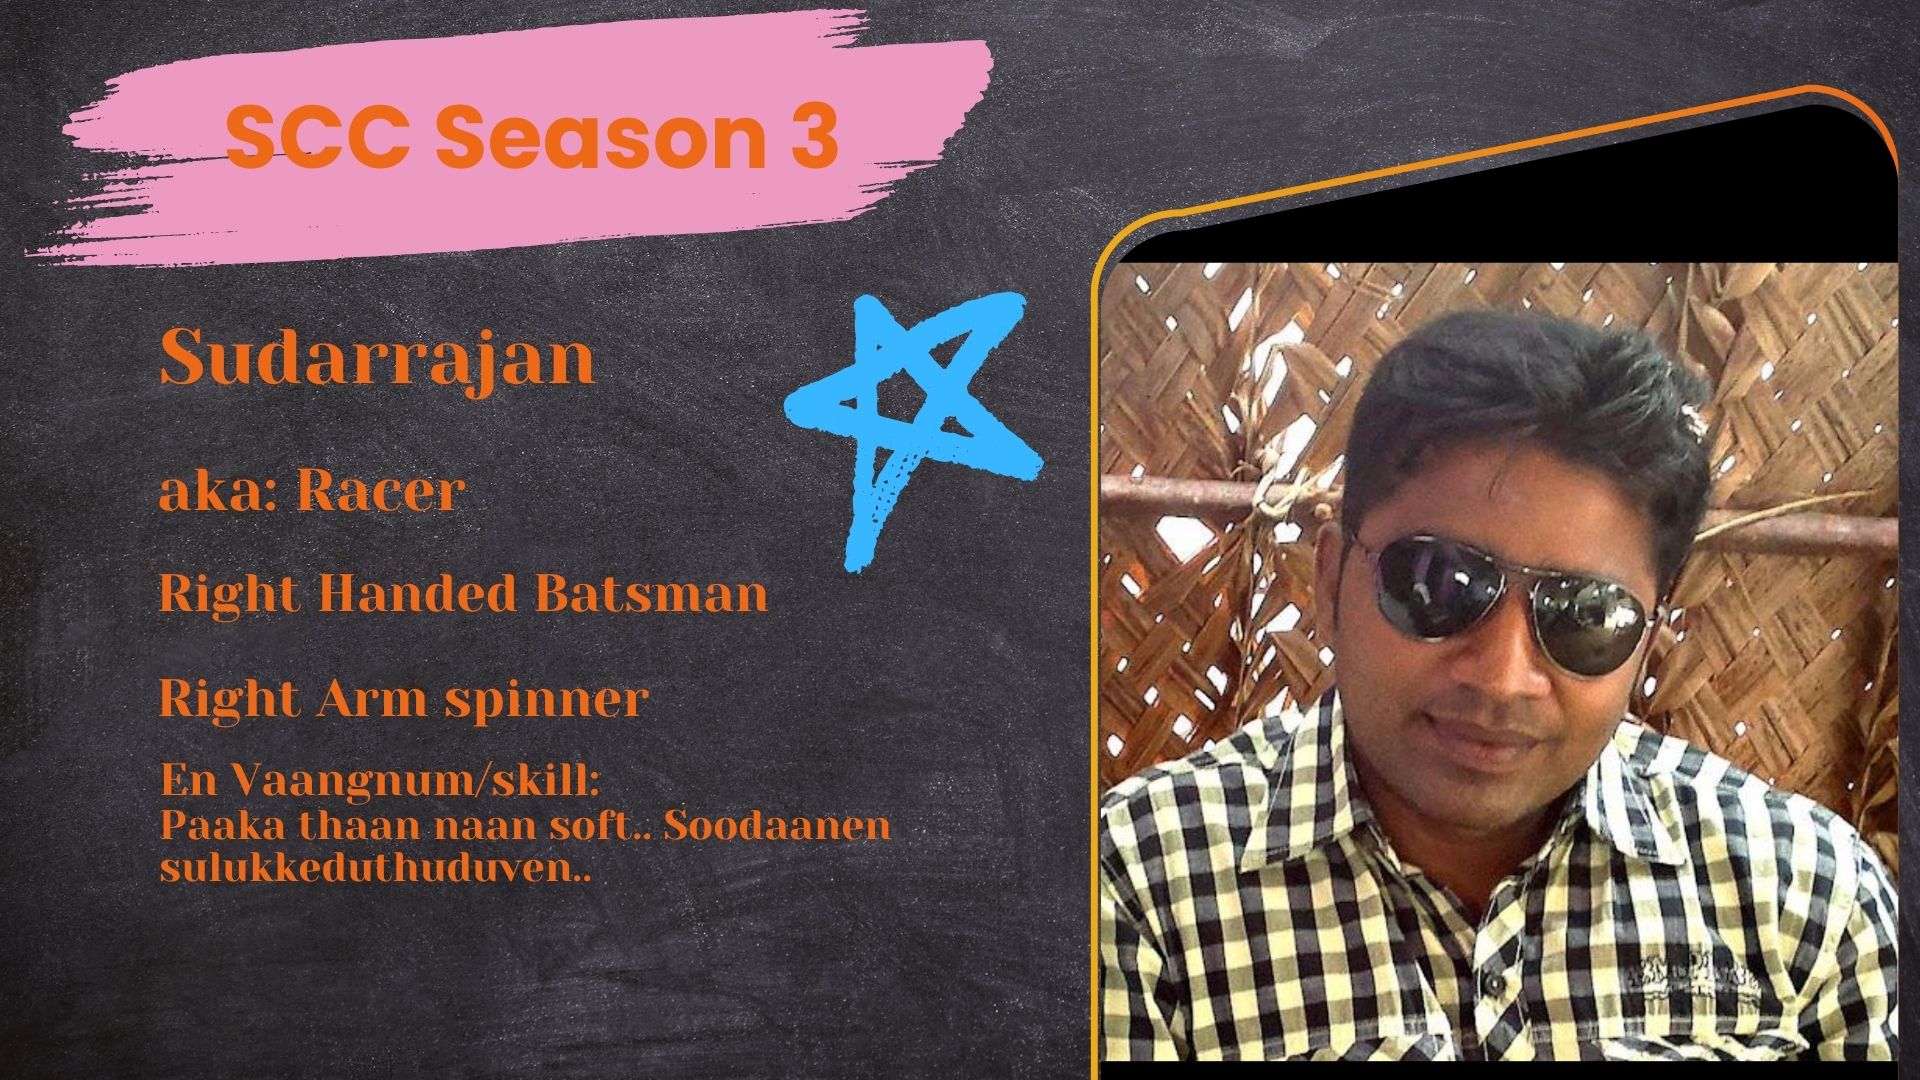 SCC Season 3
Sudarrajan
aka: Racer
Right Handed Batsman
Right Arm spinner
En Vaangnum/skill:
Paaka thaan naan soft.. Soodaanen
sulukkeduthuduven..